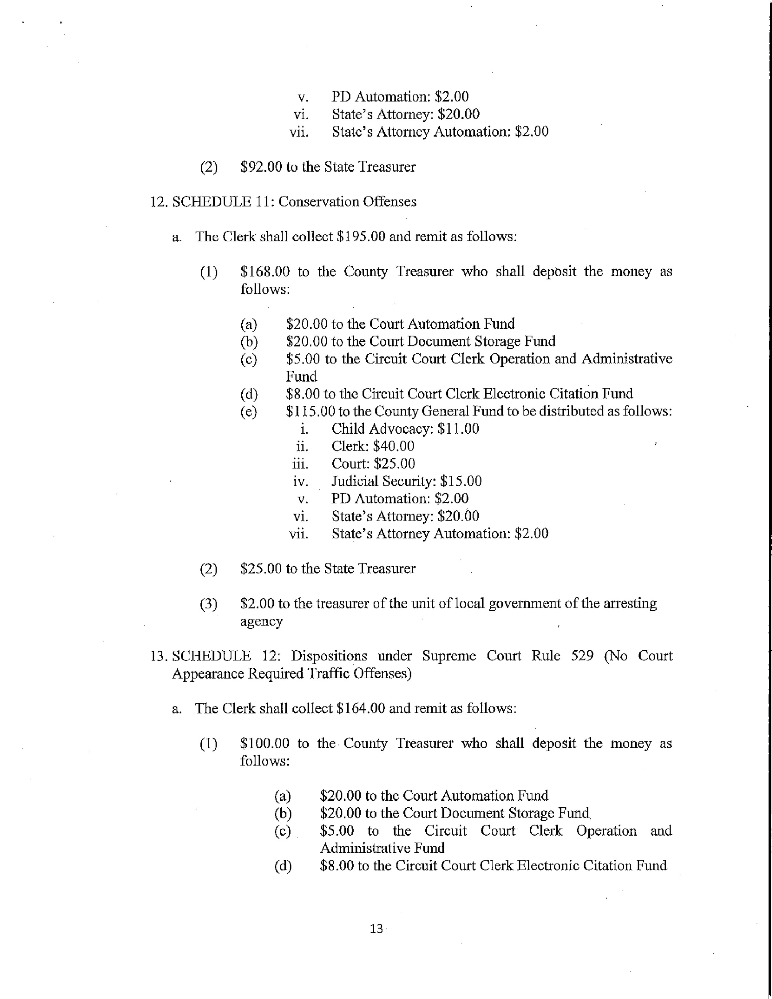 v. PD Automation: $2.00
vi. State's Attorney: $20.00
vii. State's Attorney Automation: $2.00
(2) $92.00 to the State Treasurer
12. SCHEDULE 11: Conservation Offenses
a. The Clerk shall collect $195.00 and remit as follows:
(1) $168.00 to the County Treasurer who shall deposit the money as
follows:
(a) $20.00 to the Court Automation Fund
(b) $20.00 to the Court Document Storage Fund
(c) $5.00 to the Circuit Court Clerk Operation and Administrative
Fund
(d) $8.00 to the Circuit Court Clerk Electronic Citation Fund
(e) $115.00 to the County General Fund to be distributed as follows:
i. Child Advocacy: $11.00
ii. Clerk: $40.00
iii. Court: $25.00
iv. Judicial Security: $15.00
v. PD Automation: $2.00
vi. State's Attorney: $20.00
vii. State's Attorney Automation: $2.00
(2) $25.00 to the State Treasurer
(3) $2.00 to the treasurer of the unit of local government of the arresting
agency
13. SCHEDULE 12: Dispositions under Supreme Court Rule 529 (No Court
Appearance Required Traffic Offenses)
a. The Clerk shall collect $164.00 and remit as follows:
(1) $100.00 to the County Treasurer who shall deposit the money as
follows:
(a) $20.00 to the Court Automation Fund
(b) $20.00 to the Court Document Storage Fund
(c) $5.00 to the Circuit Court Clerk Operation and
Administrative Fund
(d) $8.00 to the Circuit Court Clerk Electronic Citation Fund
13